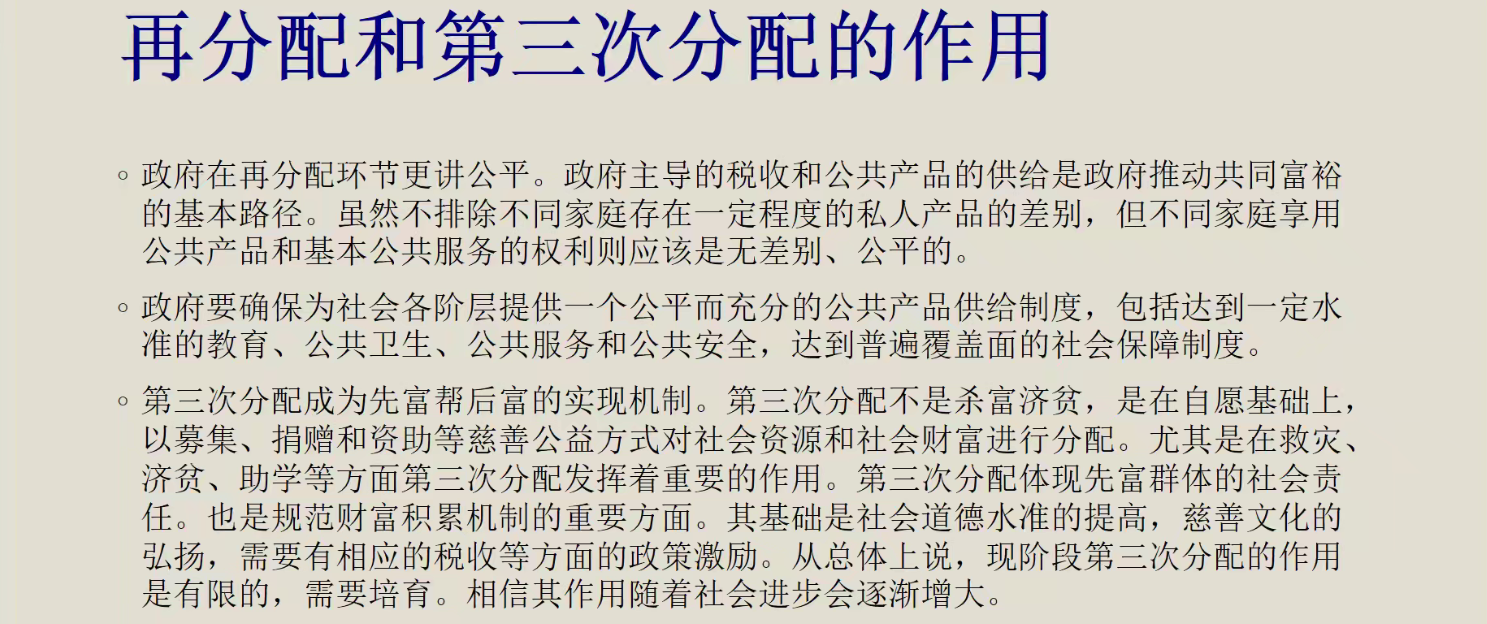 再分配和第三次分配的作用
◦ 政府在再分配环节更讲公平。政府主导的税收和公共产品的供给是政府推动共同富裕
的基本路径。虽然不排除不同家庭存在一定程度的私人产品的差别，但不同家庭享用
公共产品和基本公共服务的权利则应该是无差别、公平的。
◦ 政府要确保为社会各阶层提供一个公平而充分的公共产品供给制度，包括达到一定水
准的教育、公共卫生、公共服务和公共安全，达到普遍覆盖面的社会保障制度。
◦ 第三次分配成为先富帮后富的实现机制。第三次分配不是杀富济贫，是在自愿基础上，
以募集、捐赠和资助等慈善公益方式对社会资源和社会财富进行分配。尤其是在救灾、
济贫、助学等方面第三次分配发挥着重要的作用。第三次分配体现先富群体的社会责
任。也是规范财富积累机制的重要方面。其基础是社会道德水准的提高，慈善文化的
弘扬，需要有相应的税收等方面的政策激励。从总体上说，现阶段第三次分配的作用
是有限的，需要培育。相信其作用随着社会进步会逐渐增大。